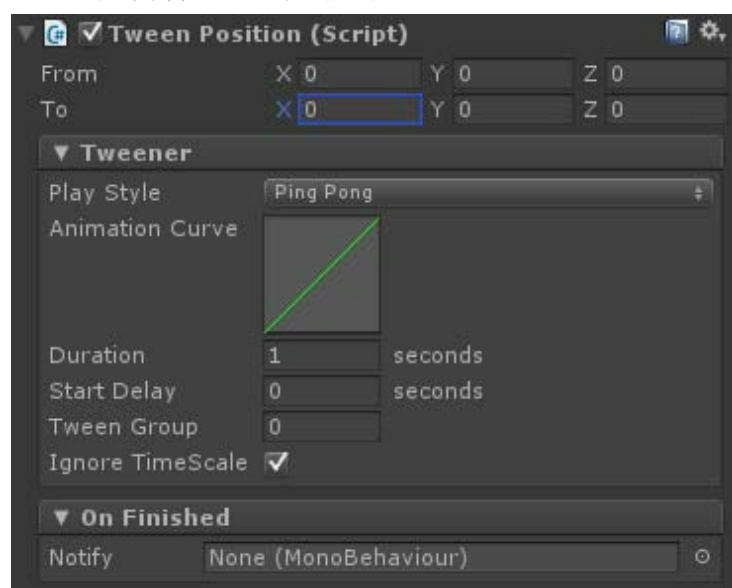 Tween Position (Script)
From X 0 Y 0 Z 0
To X 0 Y 0 Z 0
Tweener
Play Style Ping Pong
Animation Curve
Duration 1 seconds
Start Delay 0 seconds
Tween Group 0
Ignore TimeScale
On Finished
Notify None (MonoBehaviour)